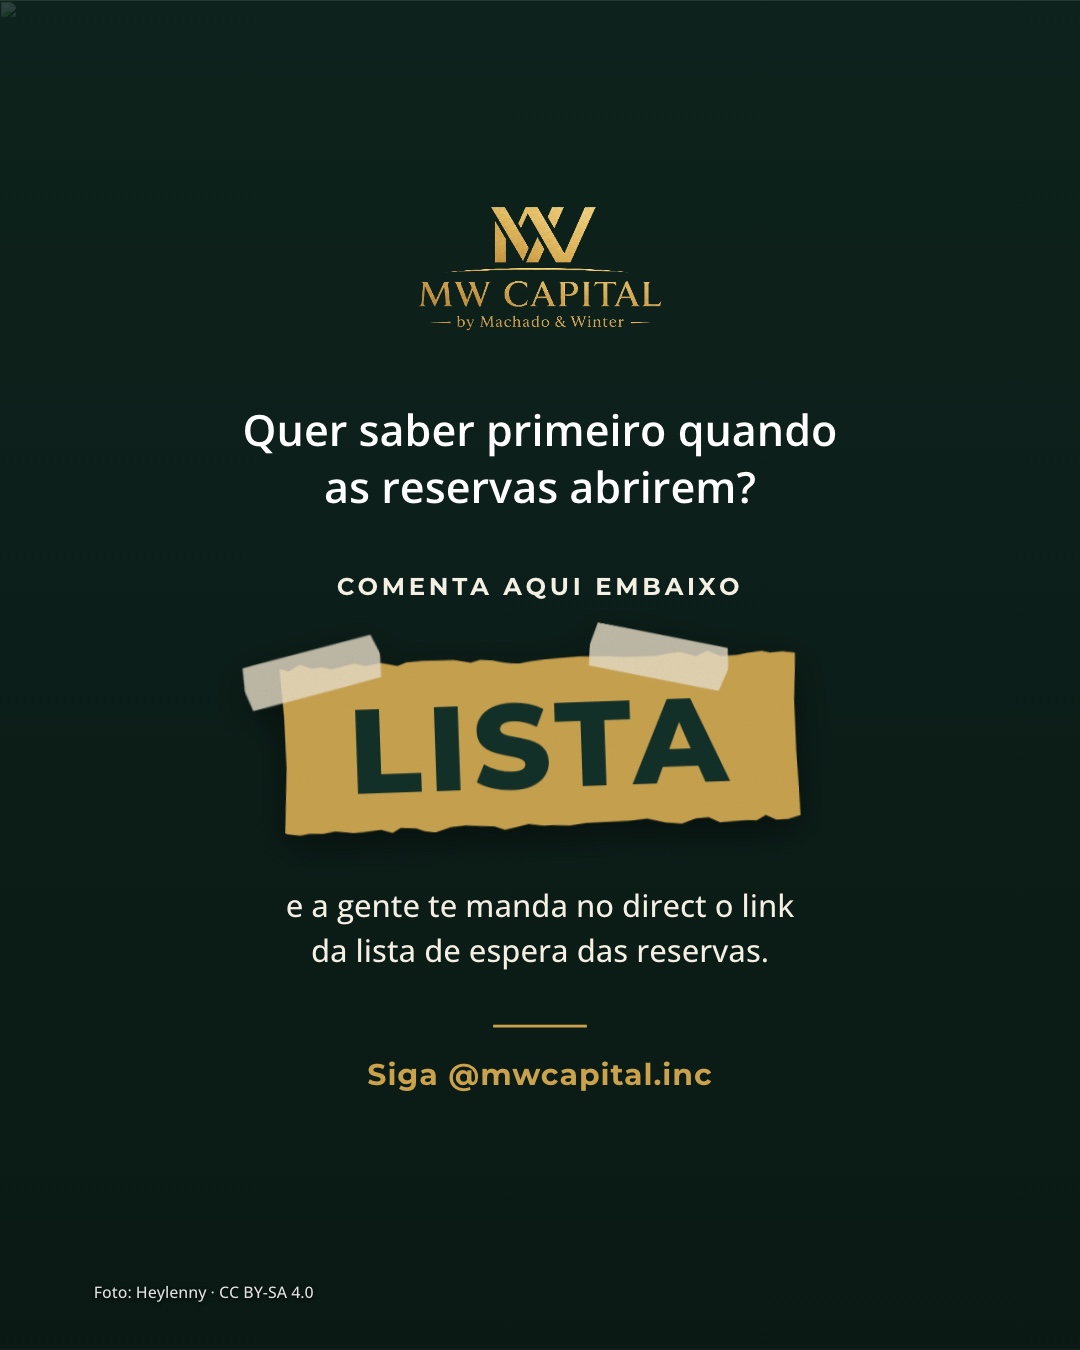 MW CAPITAL
by Machado & Winter
Quer saber primeiro quando
as reservas abrirem?
COMENTA AQUI EMBAIXO
LISTA
e a gente te manda no direct o link
da lista de espera das reservas.
Siga @mwcapital.inc
Foto: Heylenny · CC BY-SA 4.0